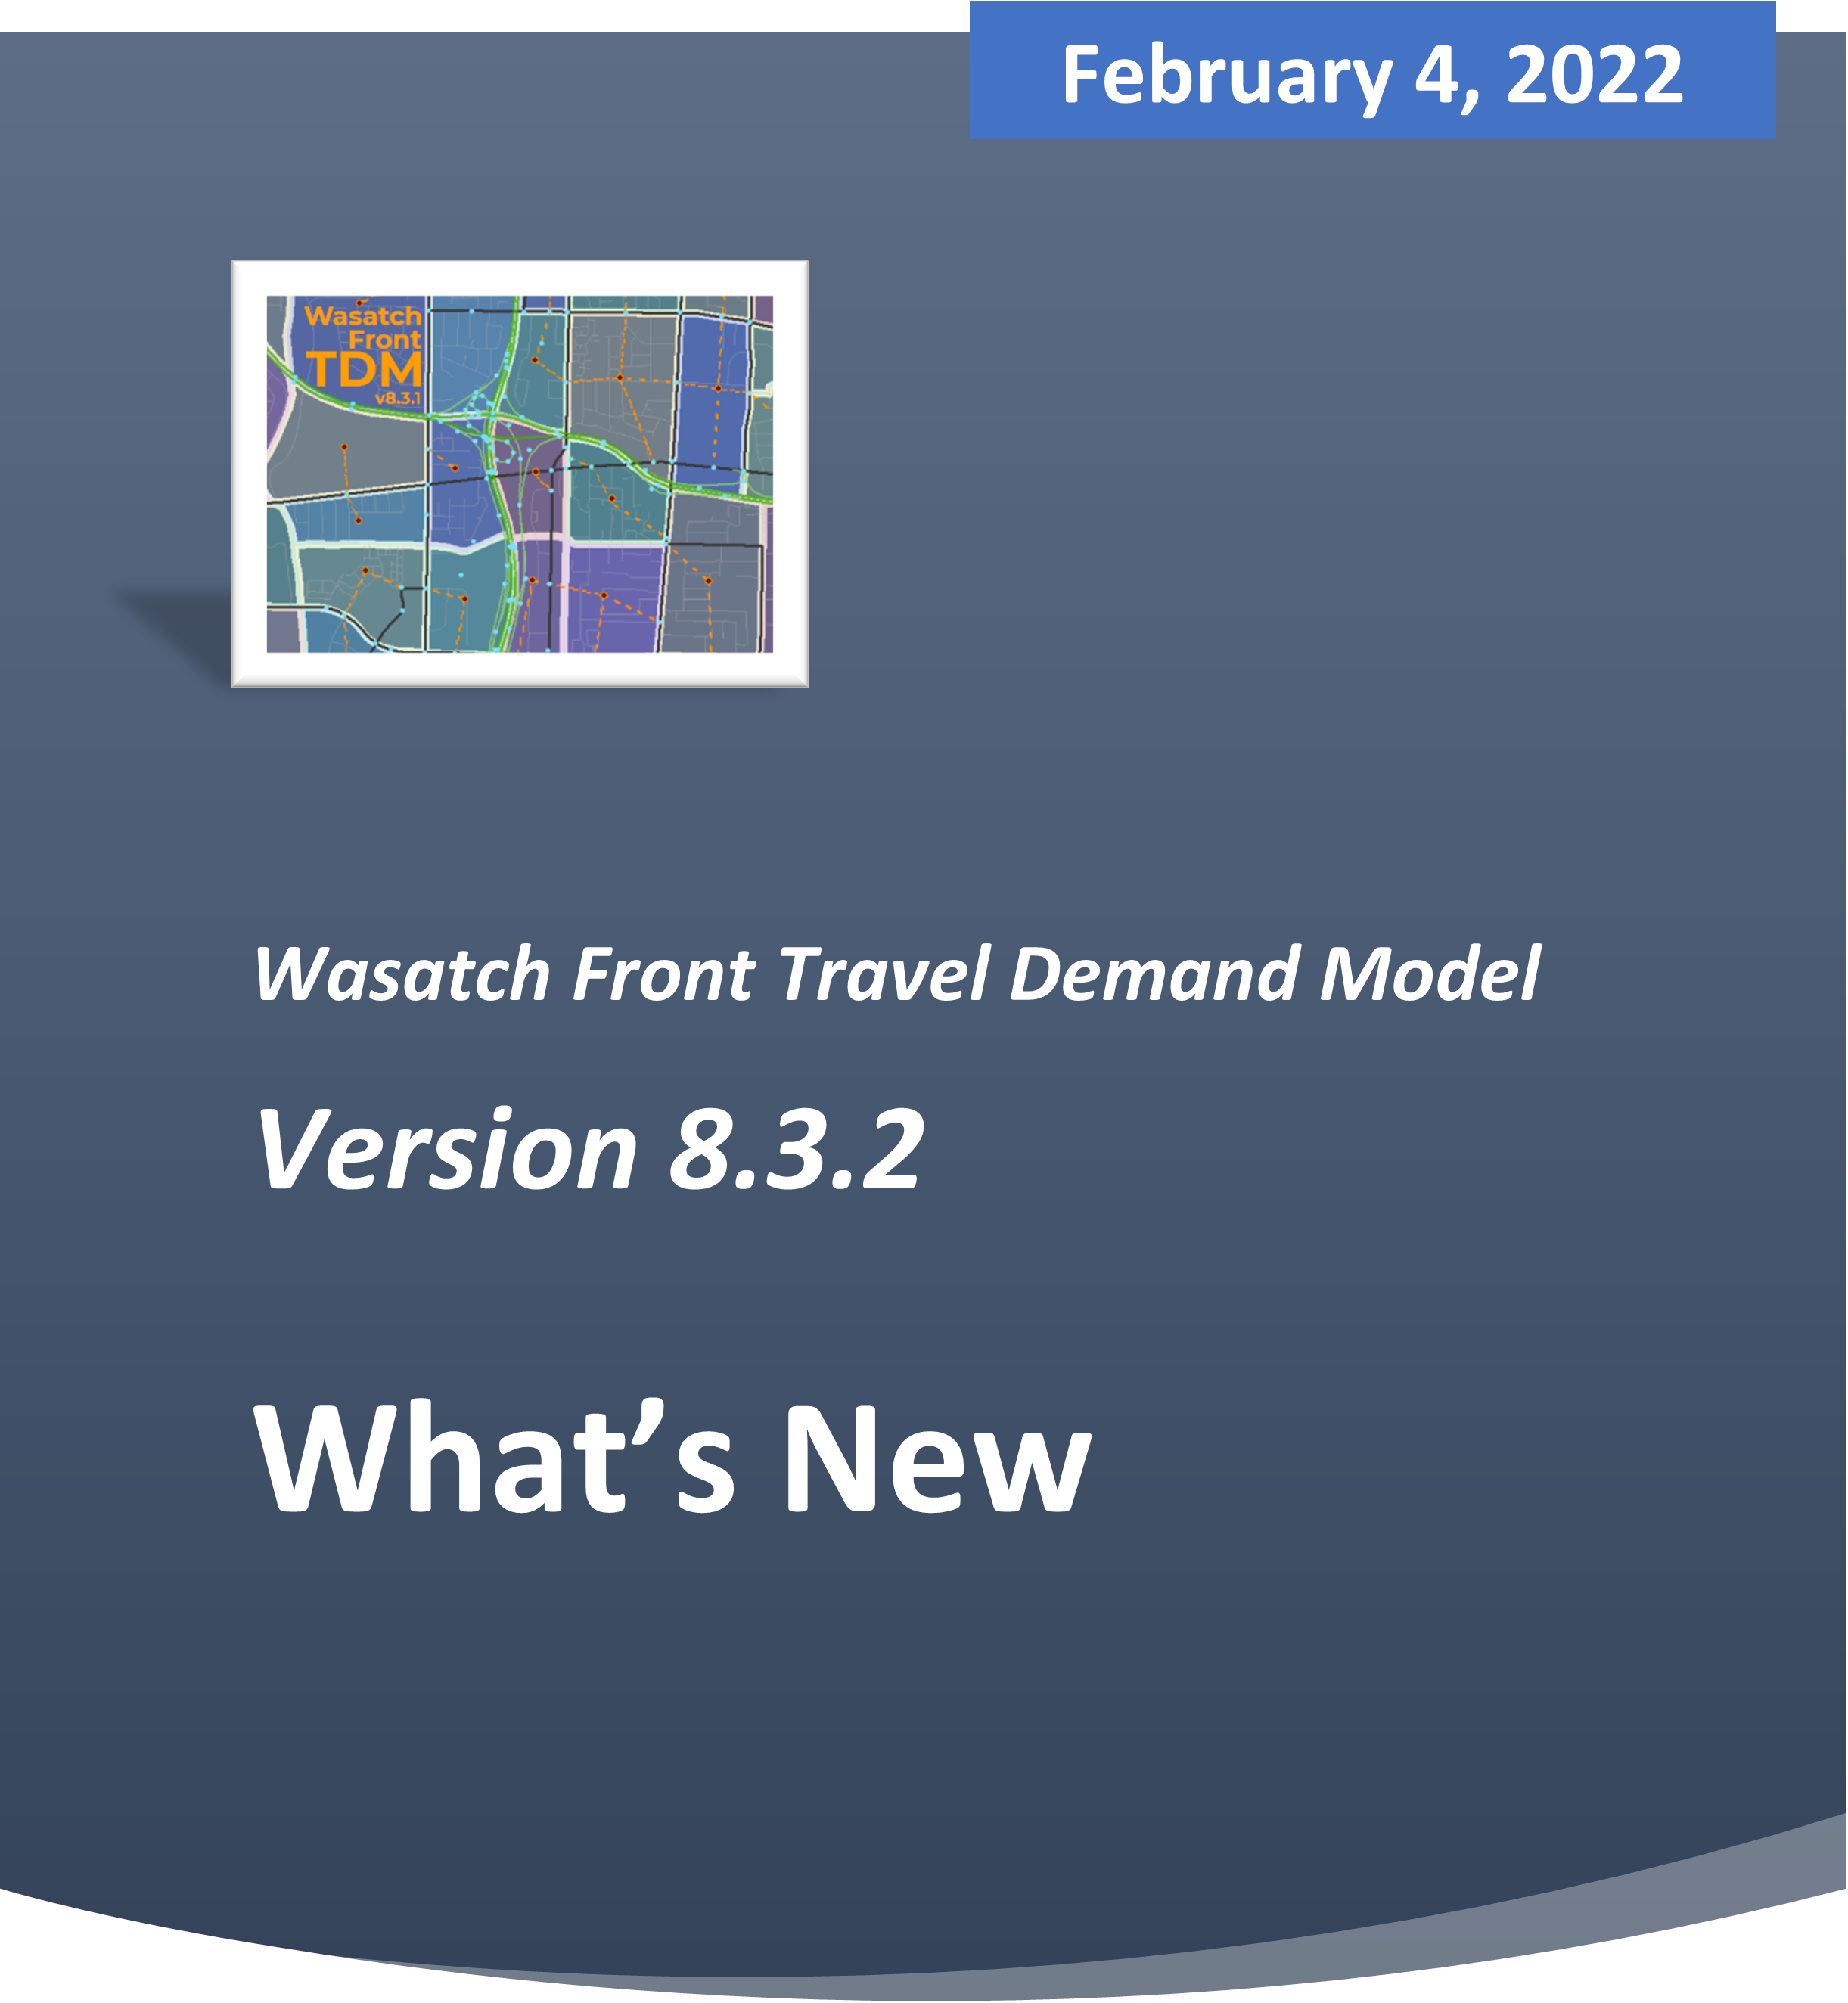 February 4, 2022
Wasatch
Front
TDM
v8.3.1
Wasatch Front Travel Demand Model
Version 8.3.2
What’s New